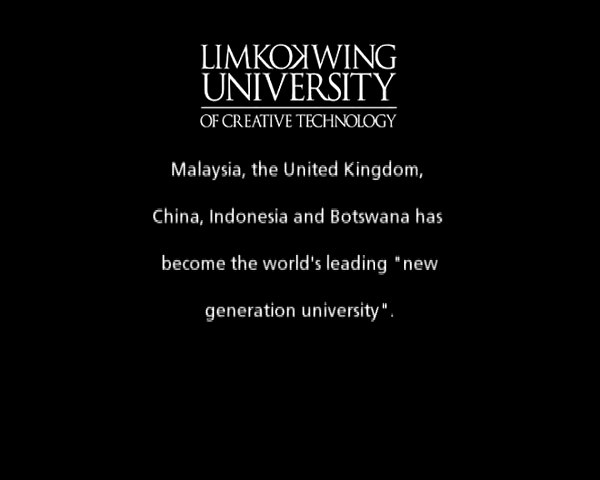 LIMKOKWING
UNIVERSITY
OF CREATIVE TECHNOLOGY
Malaysia, the United Kingdom,
China, Indonesia and Botswana has
become the world's leading "new
generation university".